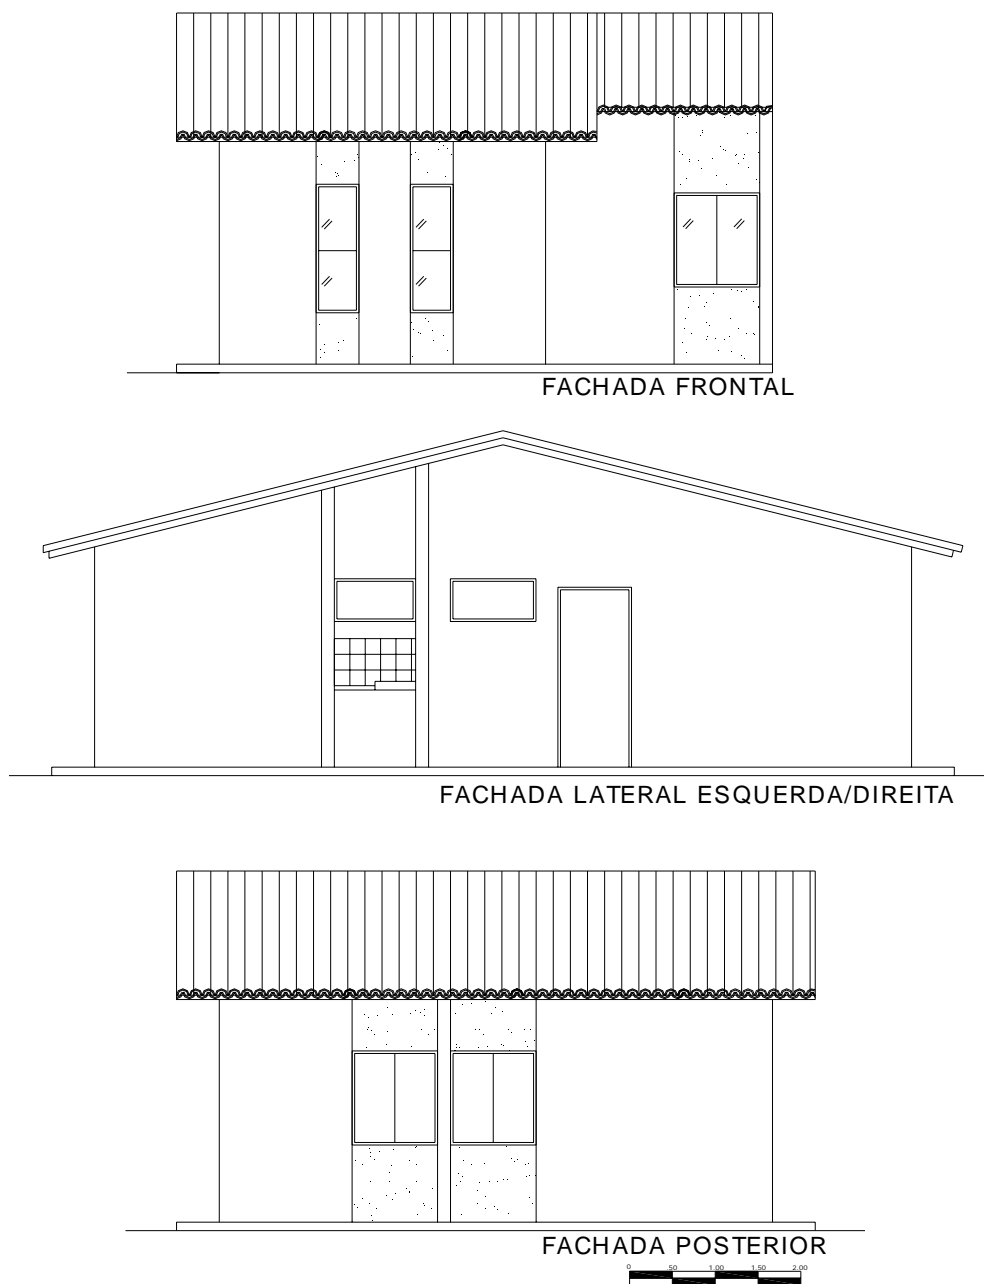 FACHADA FRONTAL
FACHADA LATERAL ESQUERDA/DIREITA
FACHADA POSTERIOR
0 .50 1.00 1.50 2.00